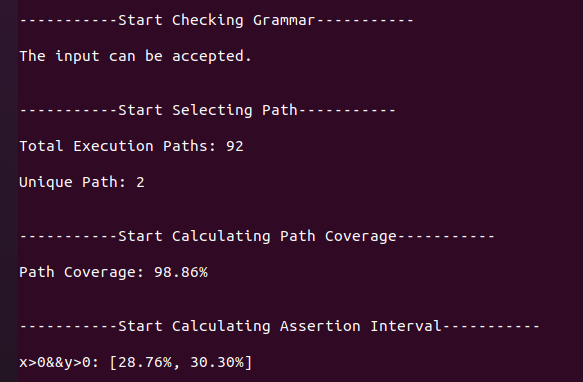 -----------Start Checking Grammar-----------
The input can be accepted.
-----------Start Selecting Path-----------
Total Execution Paths: 92
Unique Path: 2
-----------Start Calculating Path Coverage-----------
Path Coverage: 98.86%
-----------Start Calculating Assertion Interval-----------
x>0&&y>0: [28.76%, 30.30%]